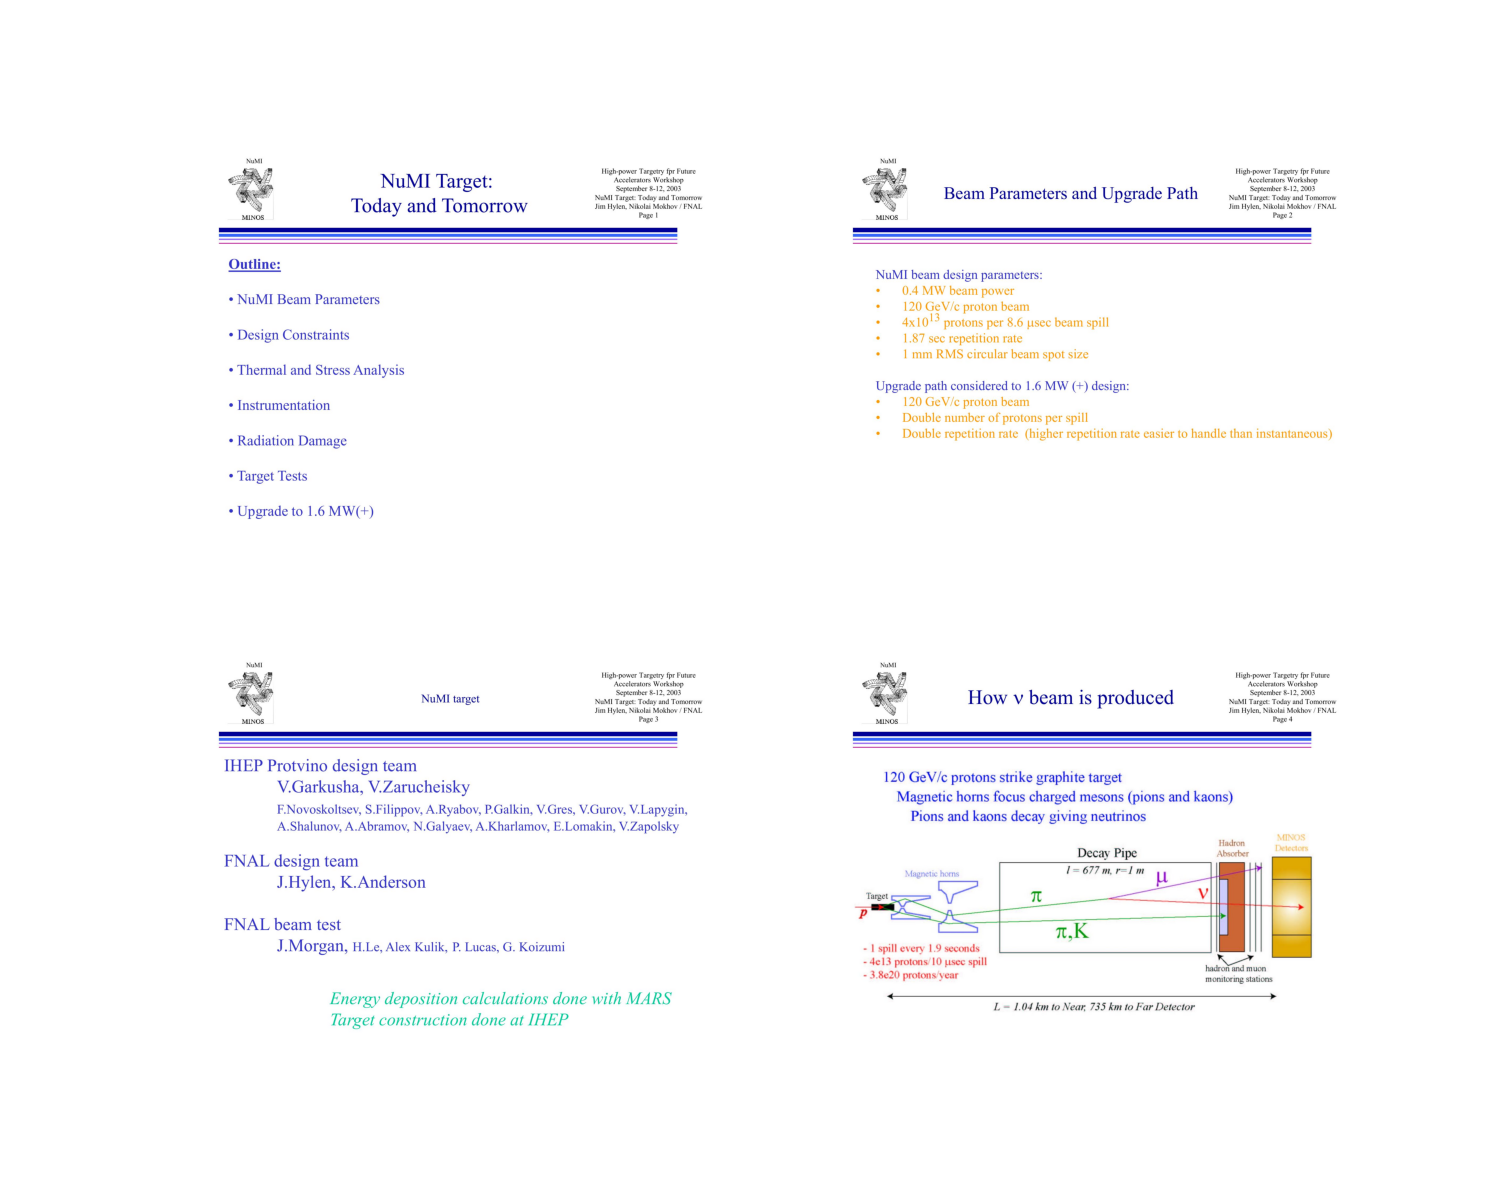 NuMI
MINOS
NuMI Target:
Today and Tomorrow
High-power Targetry fpr Future
Accelerators Workshop
September 8-12, 2003
NuMI Target: Today and Tomorrow
Jim Hylen, Nikolai Mokhov / FNAL
Page 1
Outline:
• NuMI Beam Parameters
• Design Constraints
• Thermal and Stress Analysis
• Instrumentation
• Radiation Damage
• Target Tests
• Upgrade to 1.6 MW(+)
NuMI
MINOS
Beam Parameters and Upgrade Path
High-power Targetry fpr Future
Accelerators Workshop
September 8-12, 2003
NuMI Target: Today and Tomorrow
Jim Hylen, Nikolai Mokhov / FNAL
Page 2
NuMI beam design parameters:
• 0.4 MW beam power
• 120 GeV/c proton beam
• 4x10^13 protons per 8.6 μsec beam spill
• 1.87 sec repetition rate
• 1 mm RMS circular beam spot size
Upgrade path considered to 1.6 MW (+) design:
• 120 GeV/c proton beam
• Double number of protons per spill
• Double repetition rate (higher repetition rate easier to handle than instantaneous)
NuMI
MINOS
NuMI target
High-power Targetry fpr Future
Accelerators Workshop
September 8-12, 2003
NuMI Target: Today and Tomorrow
Jim Hylen, Nikolai Mokhov / FNAL
Page 3
IHEP Protvino design team
V.Garkusha, V.Zarucheisky
F.Novoskoltsev, S.Filippov, A.Ryabov, P.Galkin, V.Gres, V.Gurov, V.Lapygin,
A.Shalunov, A.Abramov, N.Galyaev, A.Kharlamov, E.Lomakin, V.Zapolsky
FNAL design team
J.Hylen, K.Anderson
FNAL beam test
J.Morgan, H.Le, Alex Kulik, P. Lucas, G. Koizumi
Energy deposition calculations done with MARS
Target construction done at IHEP
NuMI
MINOS
How ν beam is produced
High-power Targetry fpr Future
Accelerators Workshop
September 8-12, 2003
NuMI Target: Today and Tomorrow
Jim Hylen, Nikolai Mokhov / FNAL
Page 4
120 GeV/c protons strike graphite target
Magnetic horns focus charged mesons (pions and kaons)
Pions and kaons decay giving neutrinos
Target
p
Magnetic horns
Decay Pipe
l = 677 m, r=1 m
π
μ
ν
π,K
Hadron
Absorber
MINOS
Detectors
hadron and muon
monitoring stations
- 1 spill every 1.9 seconds
- 4e13 protons/10 μsec spill
- 3.8e20 protons/year
L = 1.04 km to Near, 735 km to Far Detector